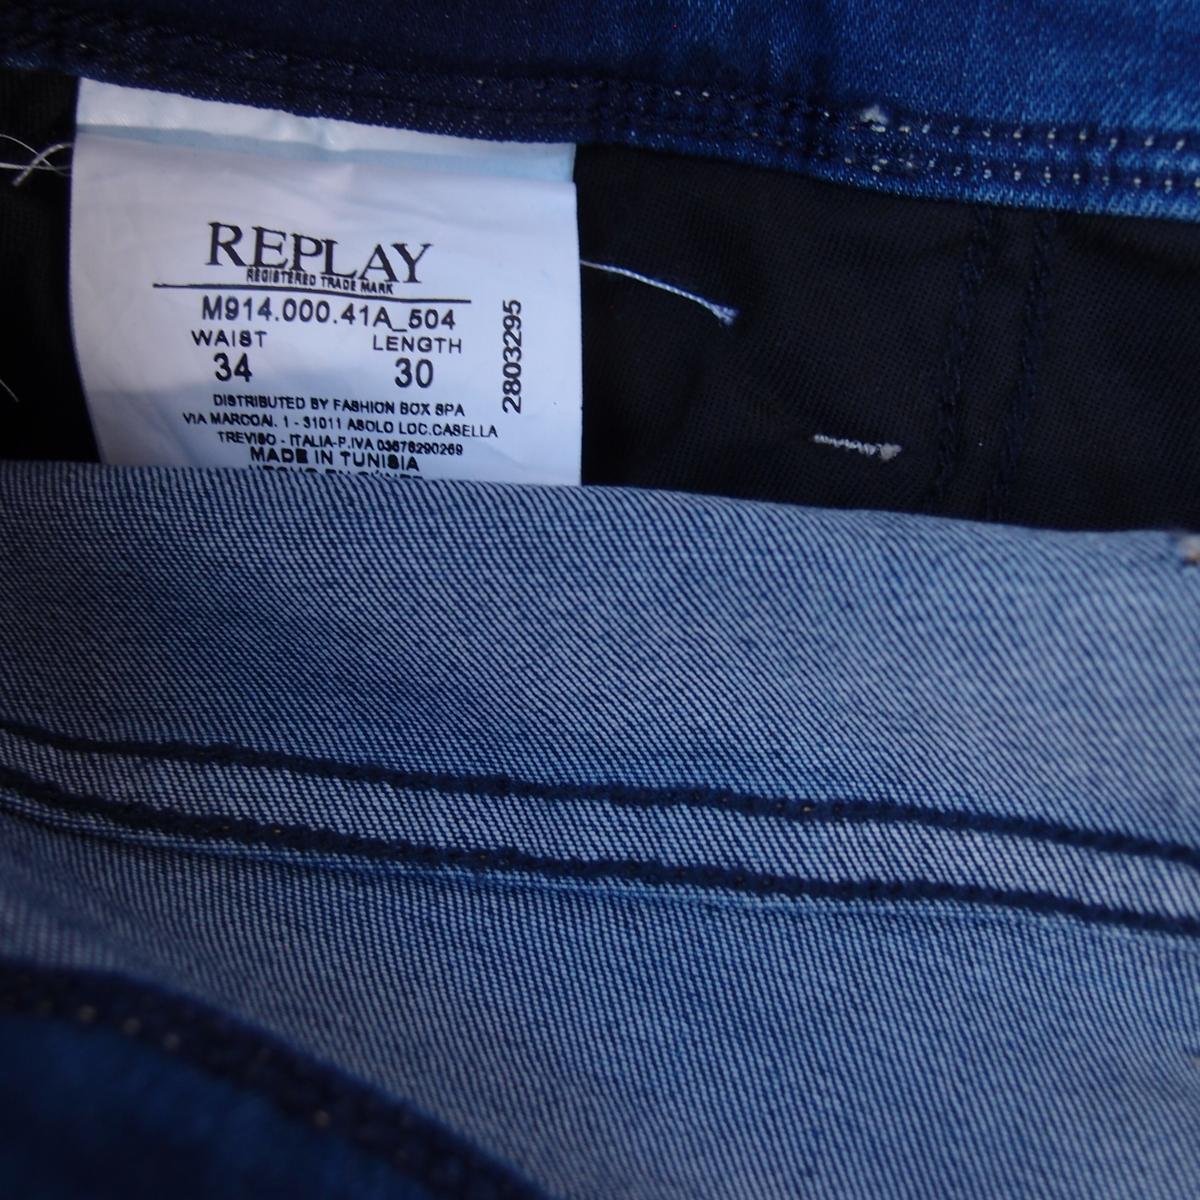 REPLAY
REGISTERED TRADE MARK
M914.000.41A_504
WAIST LENGTH
34 30
2803295
DISTRIBUTED BY FASHION BOX SPA
VIA MARCONI. 1 - 31011 ASOLO LOC.CASELLA
TREVISO - ITALIA-P.IVA 03676290269
MADE IN TUNISIA